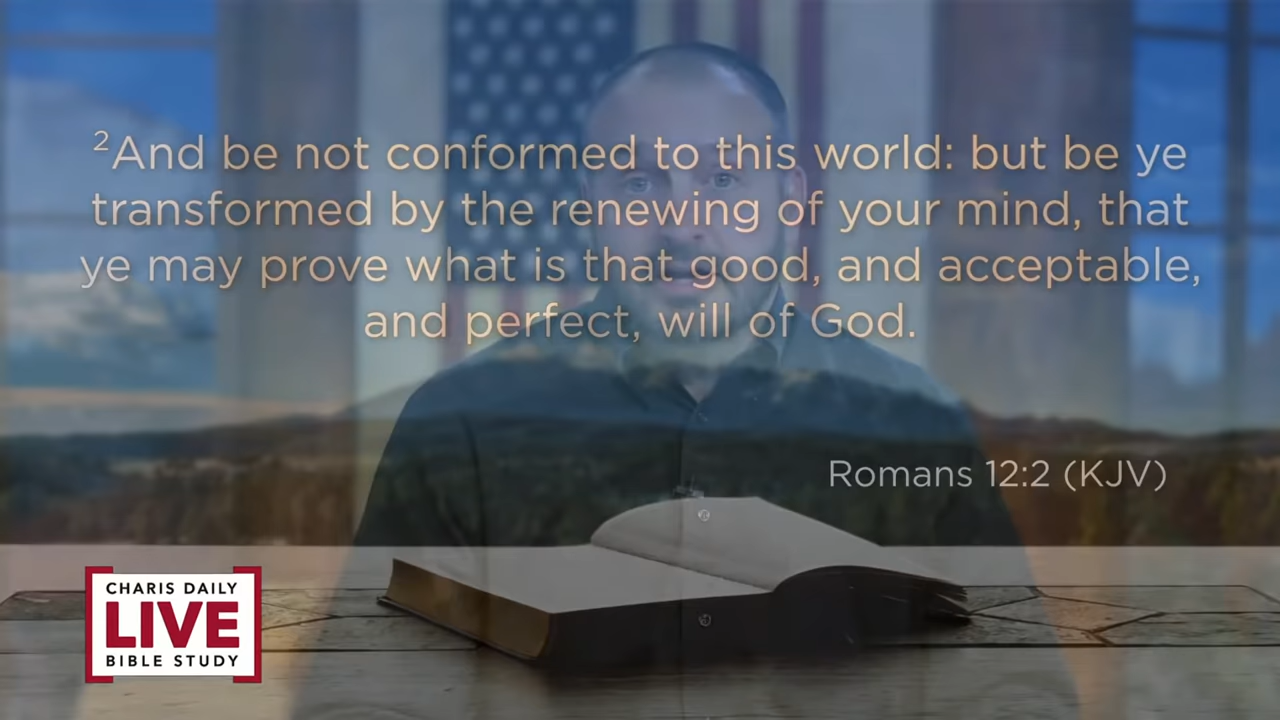 ²And be not conformed to this world: but be ye
transformed by the renewing of your mind, that
ye may prove what is that good, and acceptable,
and perfect, will of God.
Romans 12:2 (KJV)
CHARIS DAILY
LIVE
BIBLE STUDY